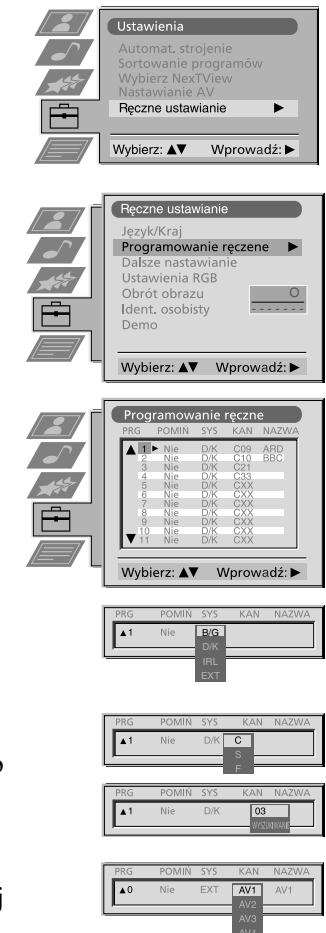 Ustawienia
Automat. strojenie
Sortowanie programów
Wybierz NexTView
Nastawianie AV
Ręczne ustawianie ▶
Wybierz: ▲▼ Wprowadź: ▶
Ręczne ustawianie
Język/Kraj
Programowanie ręczene ▶
Dalsze nastawianie
Ustawienia RGB
Obrót obrazu O
Ident. osobisty -------
Demo
Wybierz: ▲▼ Wprowadź: ▶
Programowanie ręczne
PRG POMIŃ SYS KAN NAZWA
▲ 1 ▶ Nie D/K C09 ARD
2 Nie D/K C10 BBC
3 Nie D/K C21
4 Nie D/K C33
5 Nie D/K CXX
6 Nie D/K CXX
7 Nie D/K CXX
8 Nie D/K CXX
9 Nie D/K CXX
10 Nie D/K CXX
▼ 11 Nie D/K CXX
Wybierz: ▲▼ Wprowadź: ▶
PRG POMIŃ SYS KAN NAZWA
▲1 Nie B/G
D/K
IRL
EXT
PRG POMIŃ SYS KAN NAZWA
▲1 Nie D/K C
S
F
PRG POMIŃ SYS KAN NAZWA
▲1 Nie D/K 03
WYSZUKIWANIE
PRG POMIŃ SYS KAN NAZWA
▲0 Nie EXT AV1 AV1
AV2
AV3
AV4
j